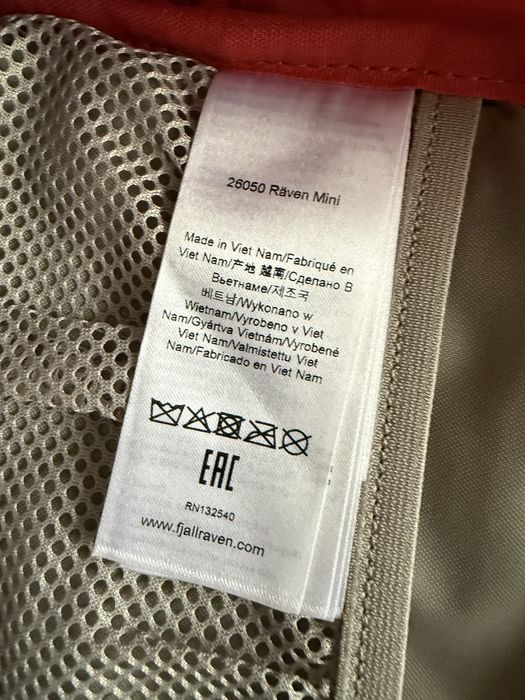 26050 Räven Mini
Made in Viet Nam/Fabriqué en
Viet Nam/产地 越南/Сделано В
Вьетнаме/제조국
베트남/Wykonano w
Wietnam/Vyrobeno v Viet
Nam/Gyártva Vietnám/Vyrobené
Viet Nam/Valmistettu Viet
Nam/Fabricado en Viet Nam
EAC
RN132540
www.fjallraven.com